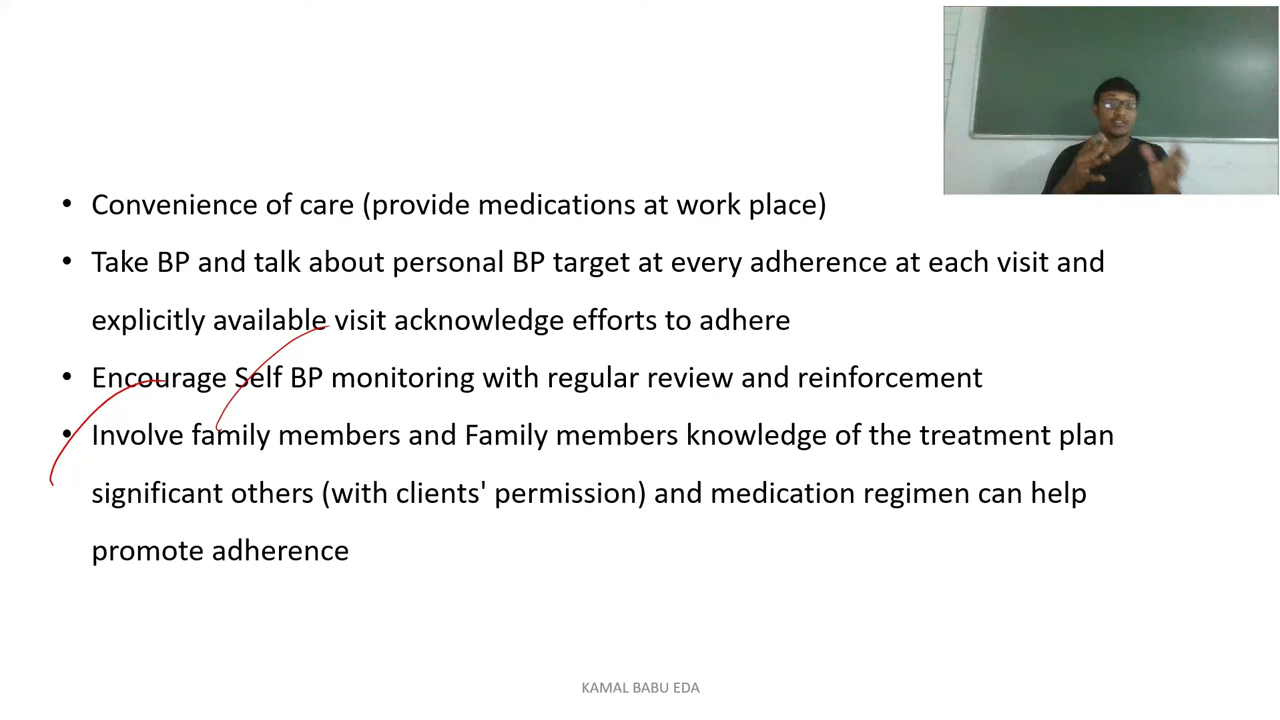 • Convenience of care (provide medications at work place)
• Take BP and talk about personal BP target at every adherence at each visit and
explicitly available visit acknowledge efforts to adhere
• Encourage Self BP monitoring with regular review and reinforcement
• Involve family members and Family members knowledge of the treatment plan
significant others (with clients' permission) and medication regimen can help
promote adherence
KAMAL BABU EDA